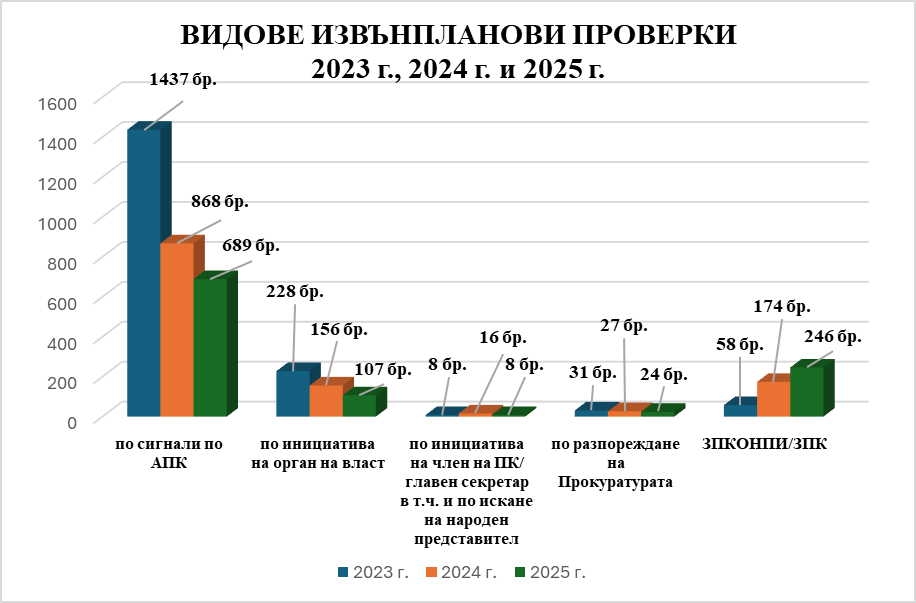 ВИДОВЕ ИЗВЪНПЛАНОВИ ПРОВЕРКИ
2023 г., 2024 г. и 2025 г.
1437 бр.
868 бр.
689 бр.
228 бр.
156 бр.
107 бр.
8 бр.
16 бр.
8 бр.
31 бр.
27 бр.
24 бр.
58 бр.
174 бр.
246 бр.
1600
1400
1200
1000
800
600
400
200
0
по сигнали по
АПК
по инициатива
на орган на власт
по инициатива
на член на ПК/
главен секретар
в т.ч. и по искане
на народен
представител
по разпореждане
на
Прокуратурата
ЗПКОНПИ/ЗПК
2023 г.
2024 г.
2025 г.